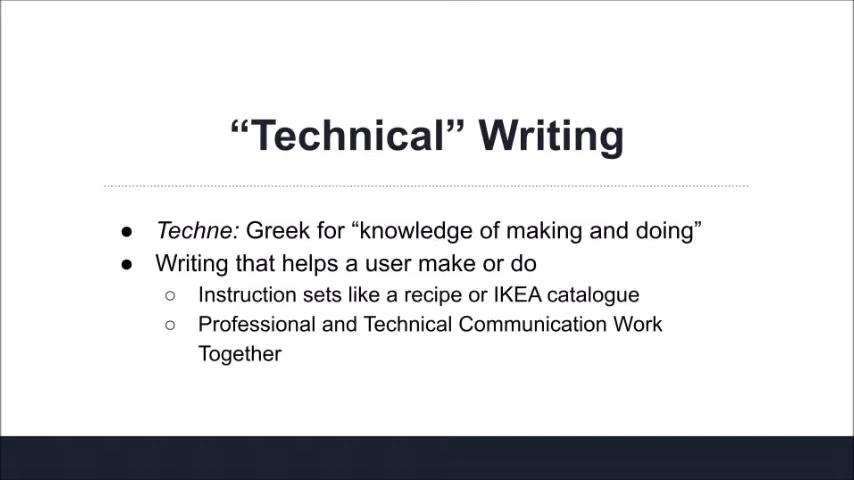 “Technical” Writing
● Techne: Greek for “knowledge of making and doing”
● Writing that helps a user make or do
○ Instruction sets like a recipe or IKEA catalogue
○ Professional and Technical Communication Work
Together